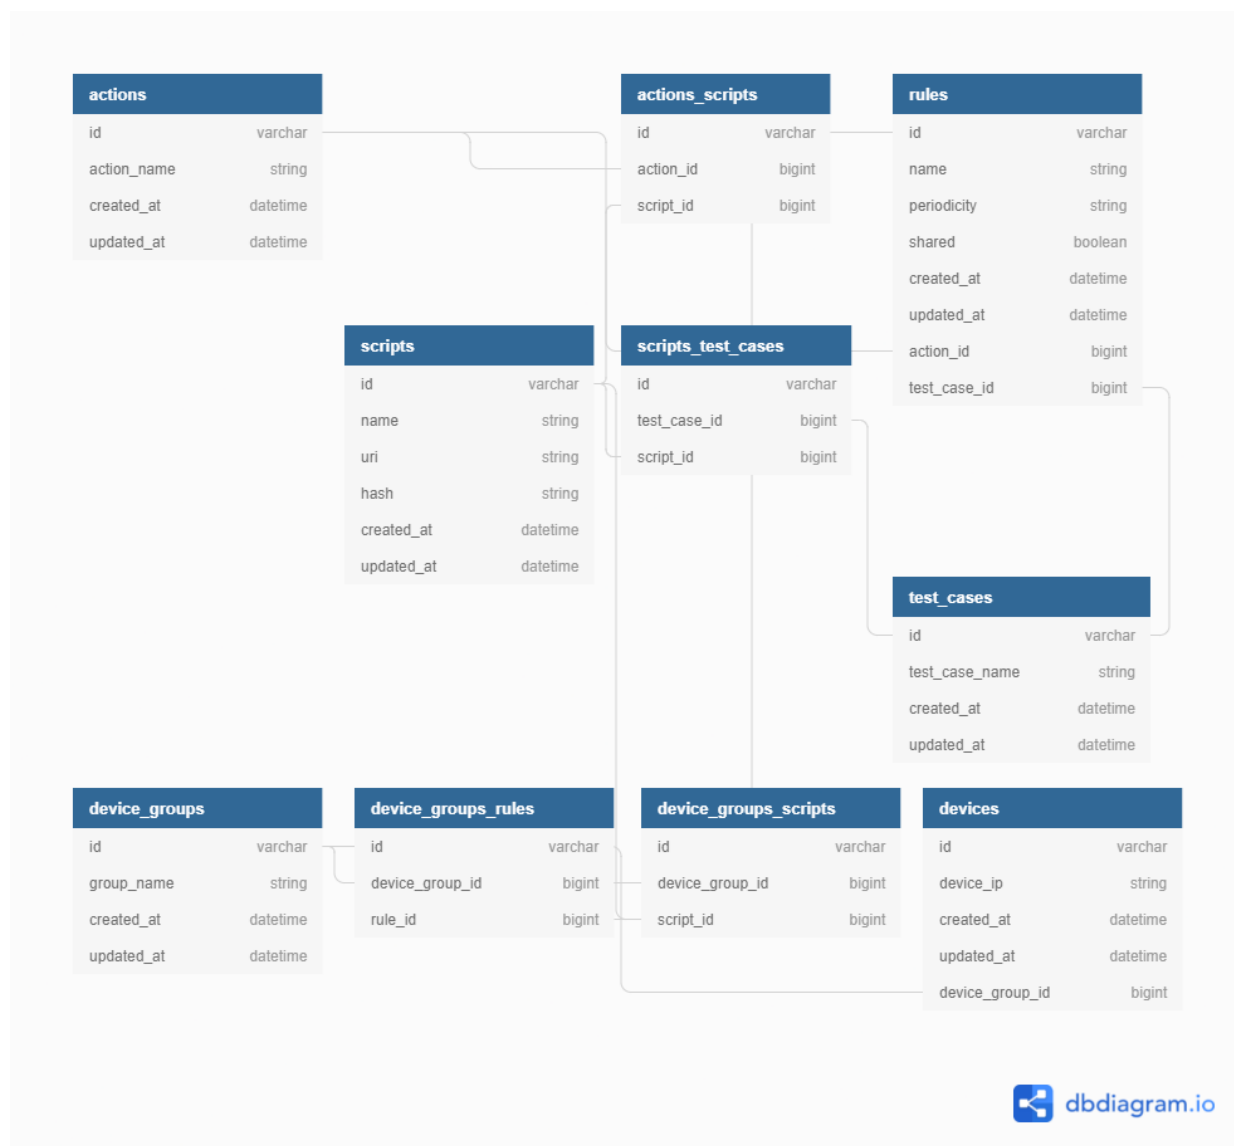 actions
id varchar
action_name string
created_at datetime
updated_at datetime
actions_scripts
id varchar
action_id bigint
script_id bigint
rules
id varchar
name string
periodicity string
shared boolean
created_at datetime
updated_at datetime
action_id bigint
test_case_id bigint
scripts
id varchar
name string
uri string
hash string
created_at datetime
updated_at datetime
scripts_test_cases
id varchar
test_case_id bigint
script_id bigint
test_cases
id varchar
test_case_name string
created_at datetime
updated_at datetime
device_groups
id varchar
group_name string
created_at datetime
updated_at datetime
device_groups_rules
id varchar
device_group_id bigint
rule_id bigint
device_groups_scripts
id varchar
device_group_id bigint
script_id bigint
devices
id varchar
device_ip string
created_at datetime
updated_at datetime
device_group_id bigint
dbdiagram.io